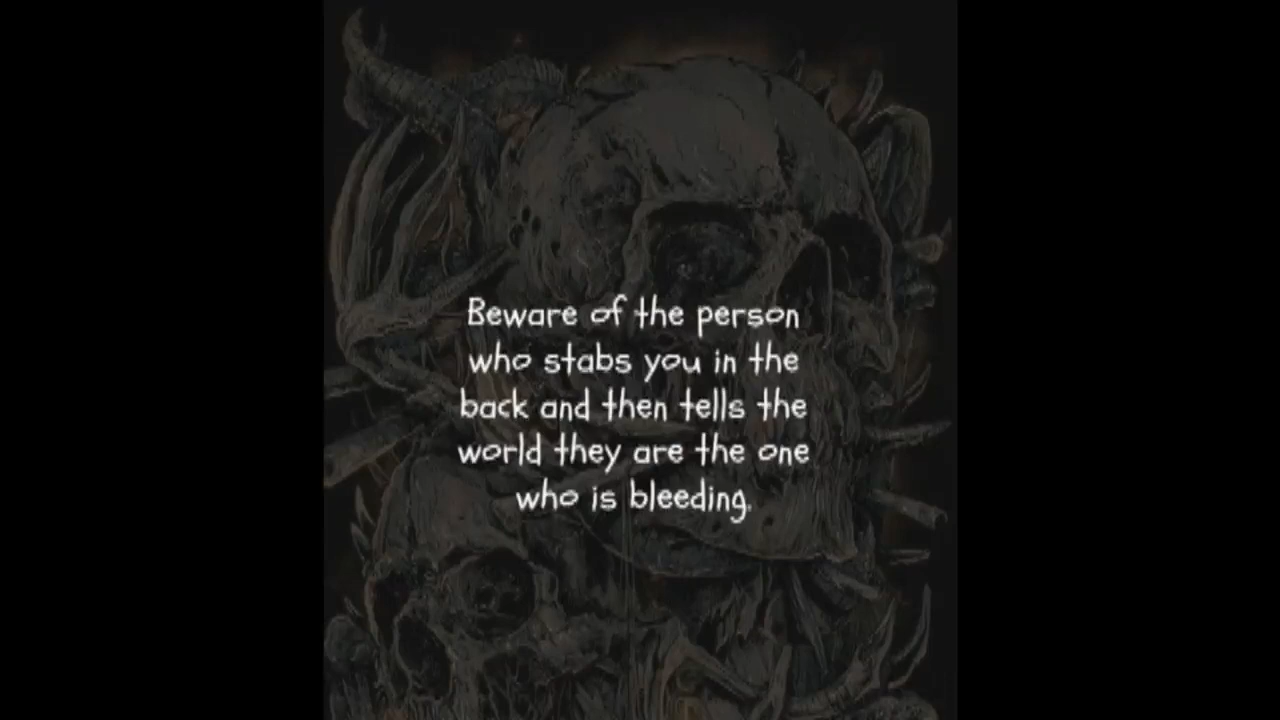 Beware of the person
who stabs you in the
back and then tells the
world they are the one
who is bleeding.